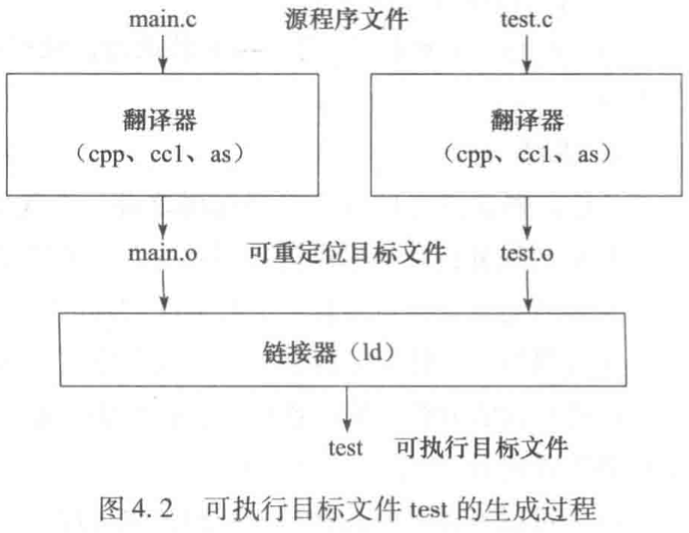 main.c 源程序文件 test.c
翻译器
（cpp、cc1、as）
翻译器
（cpp、cc1、as）
main.o 可重定位目标文件 test.o
链接器（ld）
test 可执行目标文件
图4.2 可执行目标文件 test 的生成过程